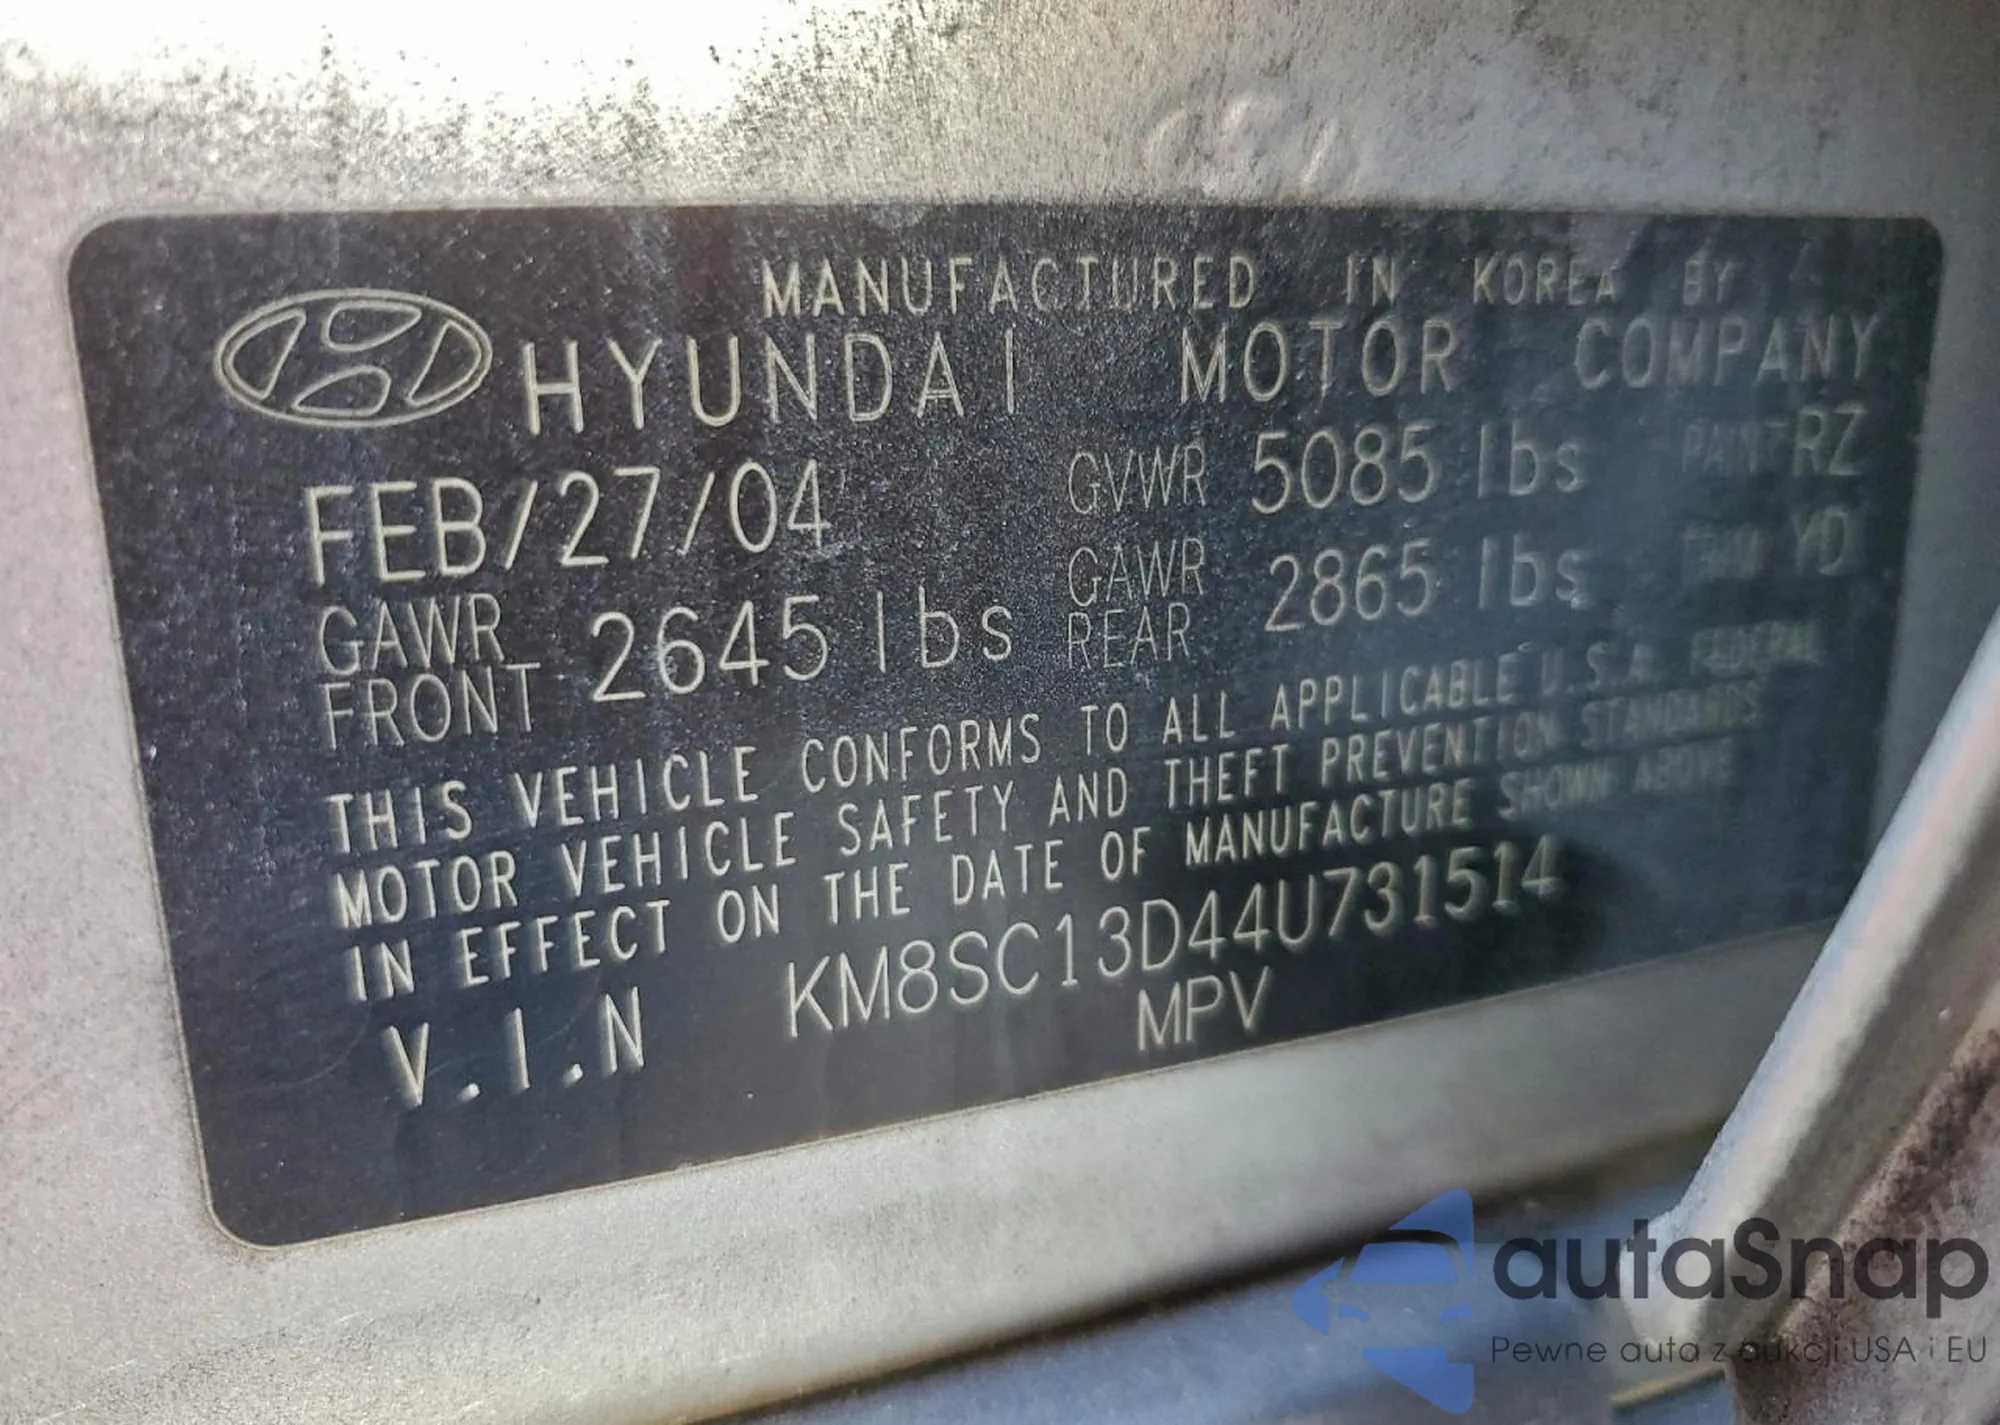 MANUFACTURED IN KOREA BY
HYUNDAI MOTOR COMPANY
FEB/27/04 GVWR 5085 lbs PAINT RZ
GAWR FRONT 2645 lbs GAWR REAR 2865 lbs TRIM YD
THIS VEHICLE CONFORMS TO ALL APPLICABLE U.S.A. FEDERAL
MOTOR VEHICLE SAFETY AND THEFT PREVENTION STANDARDS
IN EFFECT ON THE DATE OF MANUFACTURE SHOWN ABOVE
V.I.N KM8SC13D44U731514
MPV
autaSnap
Pewne auta z aukcji USA i EU